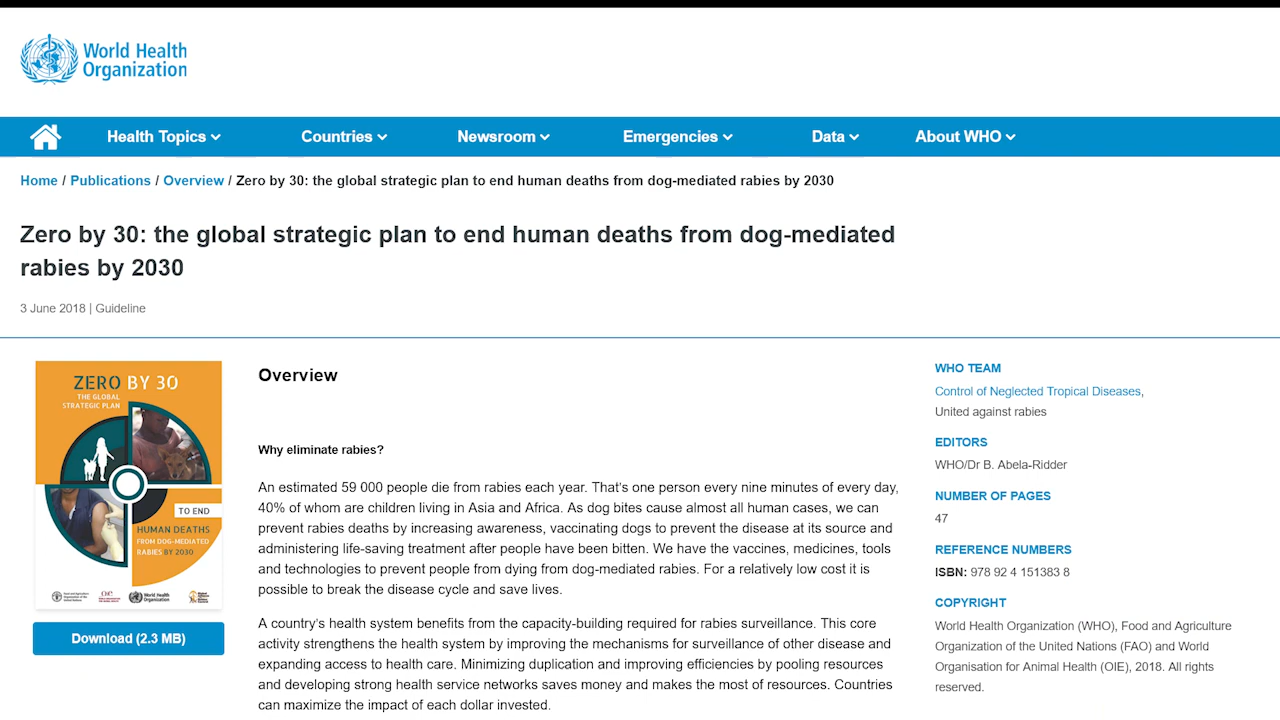 World Health
Organization
Health Topics
Countries
Newsroom
Emergencies
Data
About WHO
Home / Publications / Overview / Zero by 30: the global strategic plan to end human deaths from dog-mediated rabies by 2030
Zero by 30: the global strategic plan to end human deaths from dog-mediated
rabies by 2030
3 June 2018 | Guideline
ZERO BY 30
THE GLOBAL
STRATEGIC PLAN
TO END
HUMAN DEATHS
FROM DOG-MEDIATED
RABIES BY 2030
World Health
Organization
Download (2.3 MB)
Overview
Why eliminate rabies?
An estimated 59 000 people die from rabies each year. That's one person every nine minutes of every day,
40% of whom are children living in Asia and Africa. As dog bites cause almost all human cases, we can
prevent rabies deaths by increasing awareness, vaccinating dogs to prevent the disease at its source and
administering life-saving treatment after people have been bitten. We have the vaccines, medicines, tools
and technologies to prevent people from dying from dog-mediated rabies. For a relatively low cost it is
possible to break the disease cycle and save lives.
A country's health system benefits from the capacity-building required for rabies surveillance. This core
activity strengthens the health system by improving the mechanisms for surveillance of other disease and
expanding access to health care. Minimizing duplication and improving efficiencies by pooling resources
and developing strong health service networks saves money and makes the most of resources. Countries
can maximize the impact of each dollar invested.
WHO TEAM
Control of Neglected Tropical Diseases,
United against rabies
EDITORS
WHO/Dr B. Abela-Ridder
NUMBER OF PAGES
47
REFERENCE NUMBERS
ISBN: 978 92 4 151383 8
COPYRIGHT
World Health Organization (WHO), Food and Agriculture
Organization of the United Nations (FAO) and World
Organisation for Animal Health (OIE), 2018. All rights
reserved.